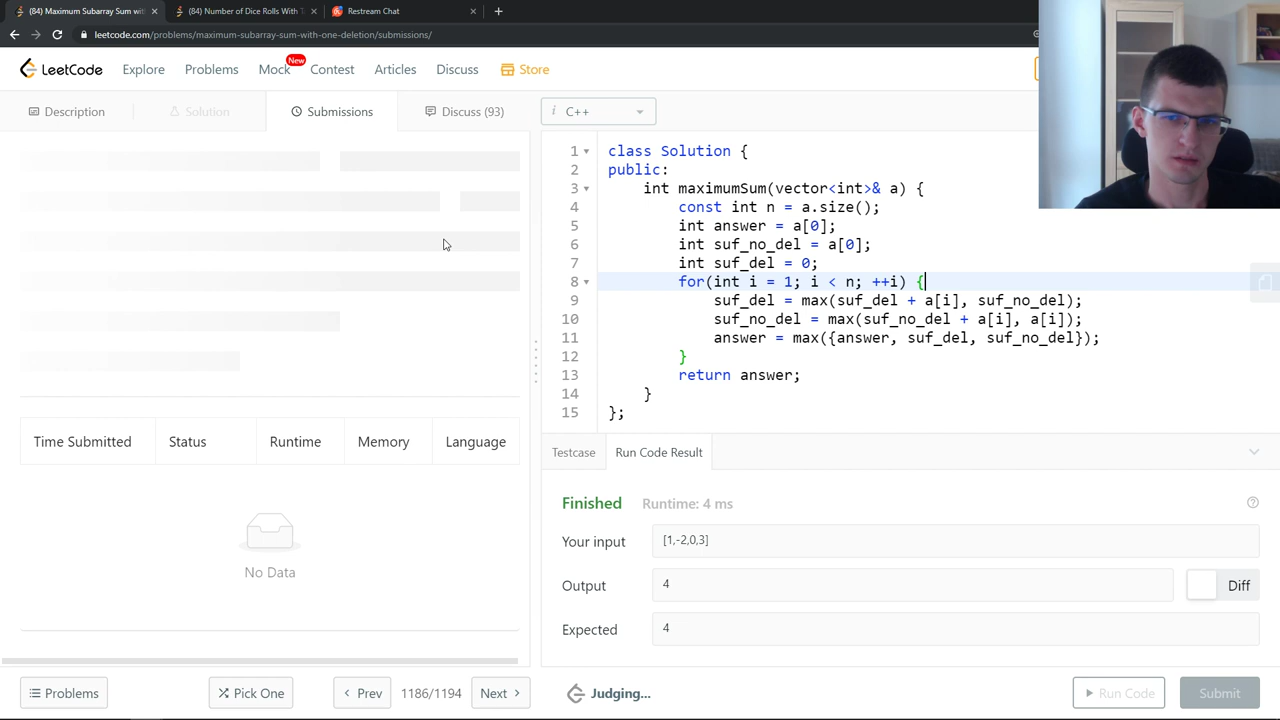 (84) Maximum Subarray Sum wit
(84) Number of Dice Rolls With T
Restream Chat
leetcode.com/problems/maximum-subarray-sum-with-one-deletion/submissions/
LeetCode Explore Problems Mock New Contest Articles Discuss Store
Description Solution Submissions Discuss (93)
i C++
1 class Solution {
2 public:
3 int maximumSum(vector<int>& a) {
4 const int n = a.size();
5 int answer = a[0];
6 int suf_no_del = a[0];
7 int suf_del = 0;
8 for(int i = 1; i < n; ++i) {
9 suf_del = max(suf_del + a[i], suf_no_del);
10 suf_no_del = max(suf_no_del + a[i], a[i]);
11 answer = max({answer, suf_del, suf_no_del});
12 }
13 return answer;
14 }
15 };
Time Submitted Status Runtime Memory Language
No Data
Testcase Run Code Result
Finished Runtime: 4 ms
Your input [1,-2,0,3]
Output 4 Diff
Expected 4
Problems Pick One Prev 1186/1194 Next Judging... Run Code Submit